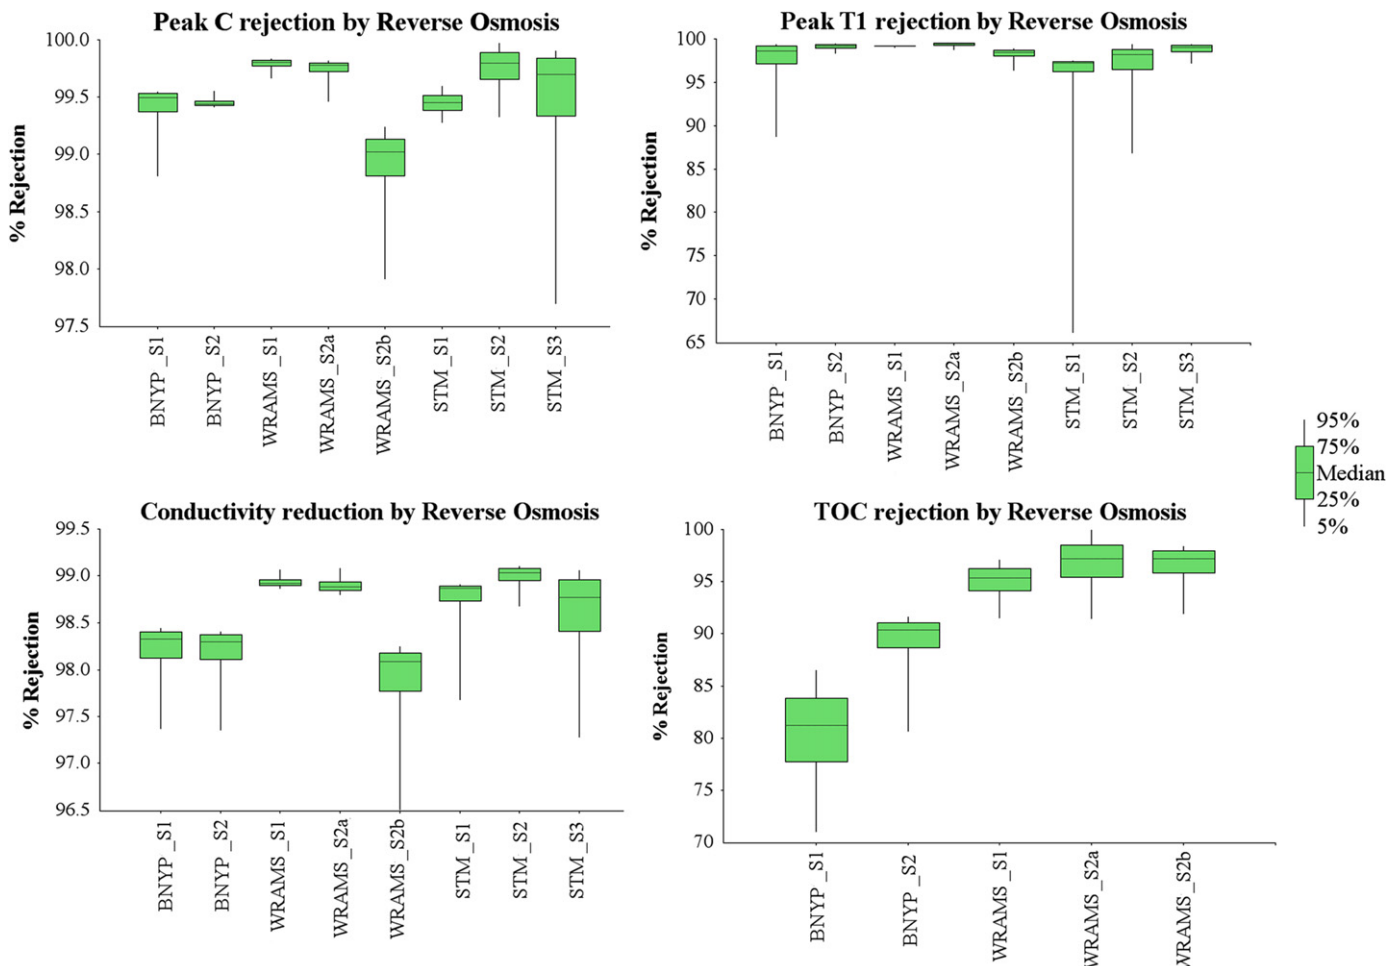 Peak C rejection by Reverse Osmosis
% Rejection
100.0
99.5
99.0
98.5
98.0
97.5
BNYP_S1
BNYP_S2
WRAMS_S1
WRAMS_S2a
WRAMS_S2b
STM_S1
STM_S2
STM_S3
Peak T1 rejection by Reverse Osmosis
% Rejection
100
95
90
85
80
75
70
65
BNYP_S1
BNYP_S2
WRAMS_S1
WRAMS_S2a
WRAMS_S2b
STM_S1
STM_S2
STM_S3
95%
75%
Median
25%
5%
Conductivity reduction by Reverse Osmosis
% Rejection
99.5
99.0
98.5
98.0
97.5
97.0
96.5
BNYP_S1
BNYP_S2
WRAMS_S1
WRAMS_S2a
WRAMS_S2b
STM_S1
STM_S2
STM_S3
TOC rejection by Reverse Osmosis
% Rejection
100
95
90
85
80
75
70
BNYP_S1
BNYP_S2
WRAMS_S1
WRAMS_S2a
WRAMS_S2b